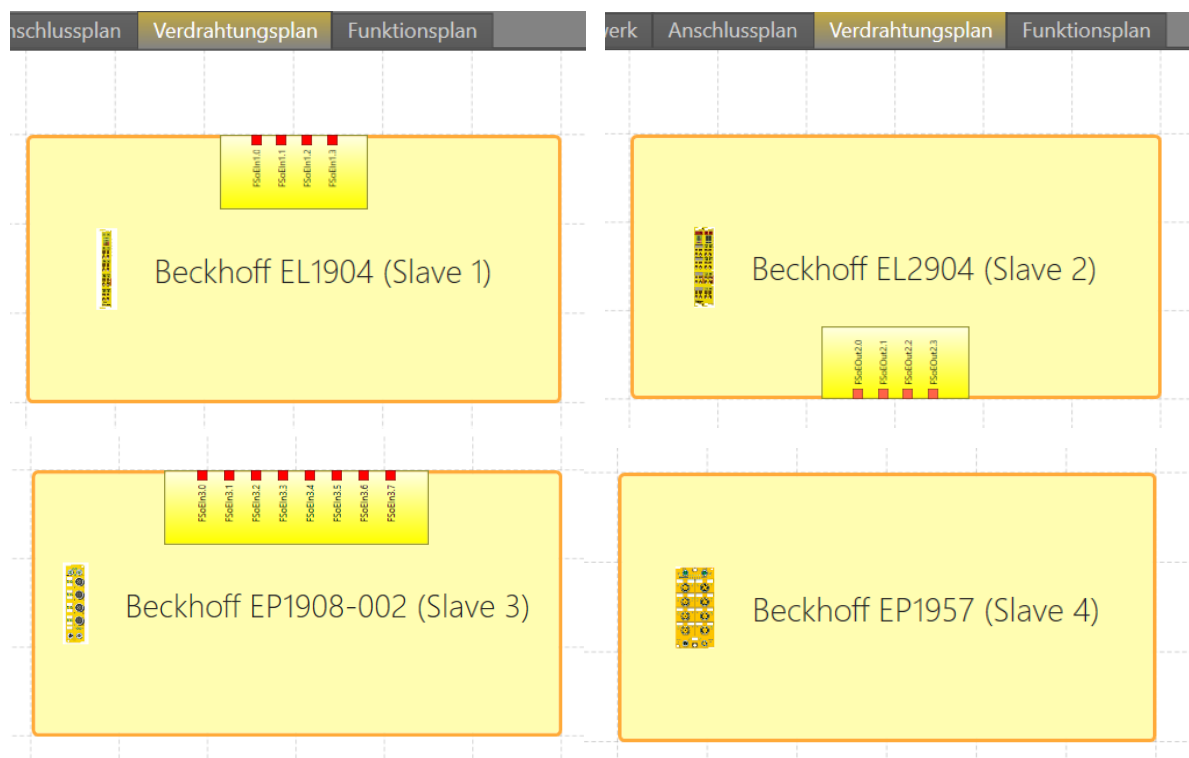 nschlussplan Verdrahtungsplan Funktionsplan
werk Anschlussplan Verdrahtungsplan Funktionsplan
FSoEIn1.0
FSoEIn1.1
FSoEIn1.2
FSoEIn1.3
Beckhoff EL1904 (Slave 1)
Beckhoff EL2904 (Slave 2)
FSoEOut2.0
FSoEOut2.1
FSoEOut2.2
FSoEOut2.3
FSoEIn3.0
FSoEIn3.1
FSoEIn3.2
FSoEIn3.3
FSoEIn3.4
FSoEIn3.5
FSoEIn3.6
FSoEIn3.7
Beckhoff EP1908-002 (Slave 3)
Beckhoff EP1957 (Slave 4)